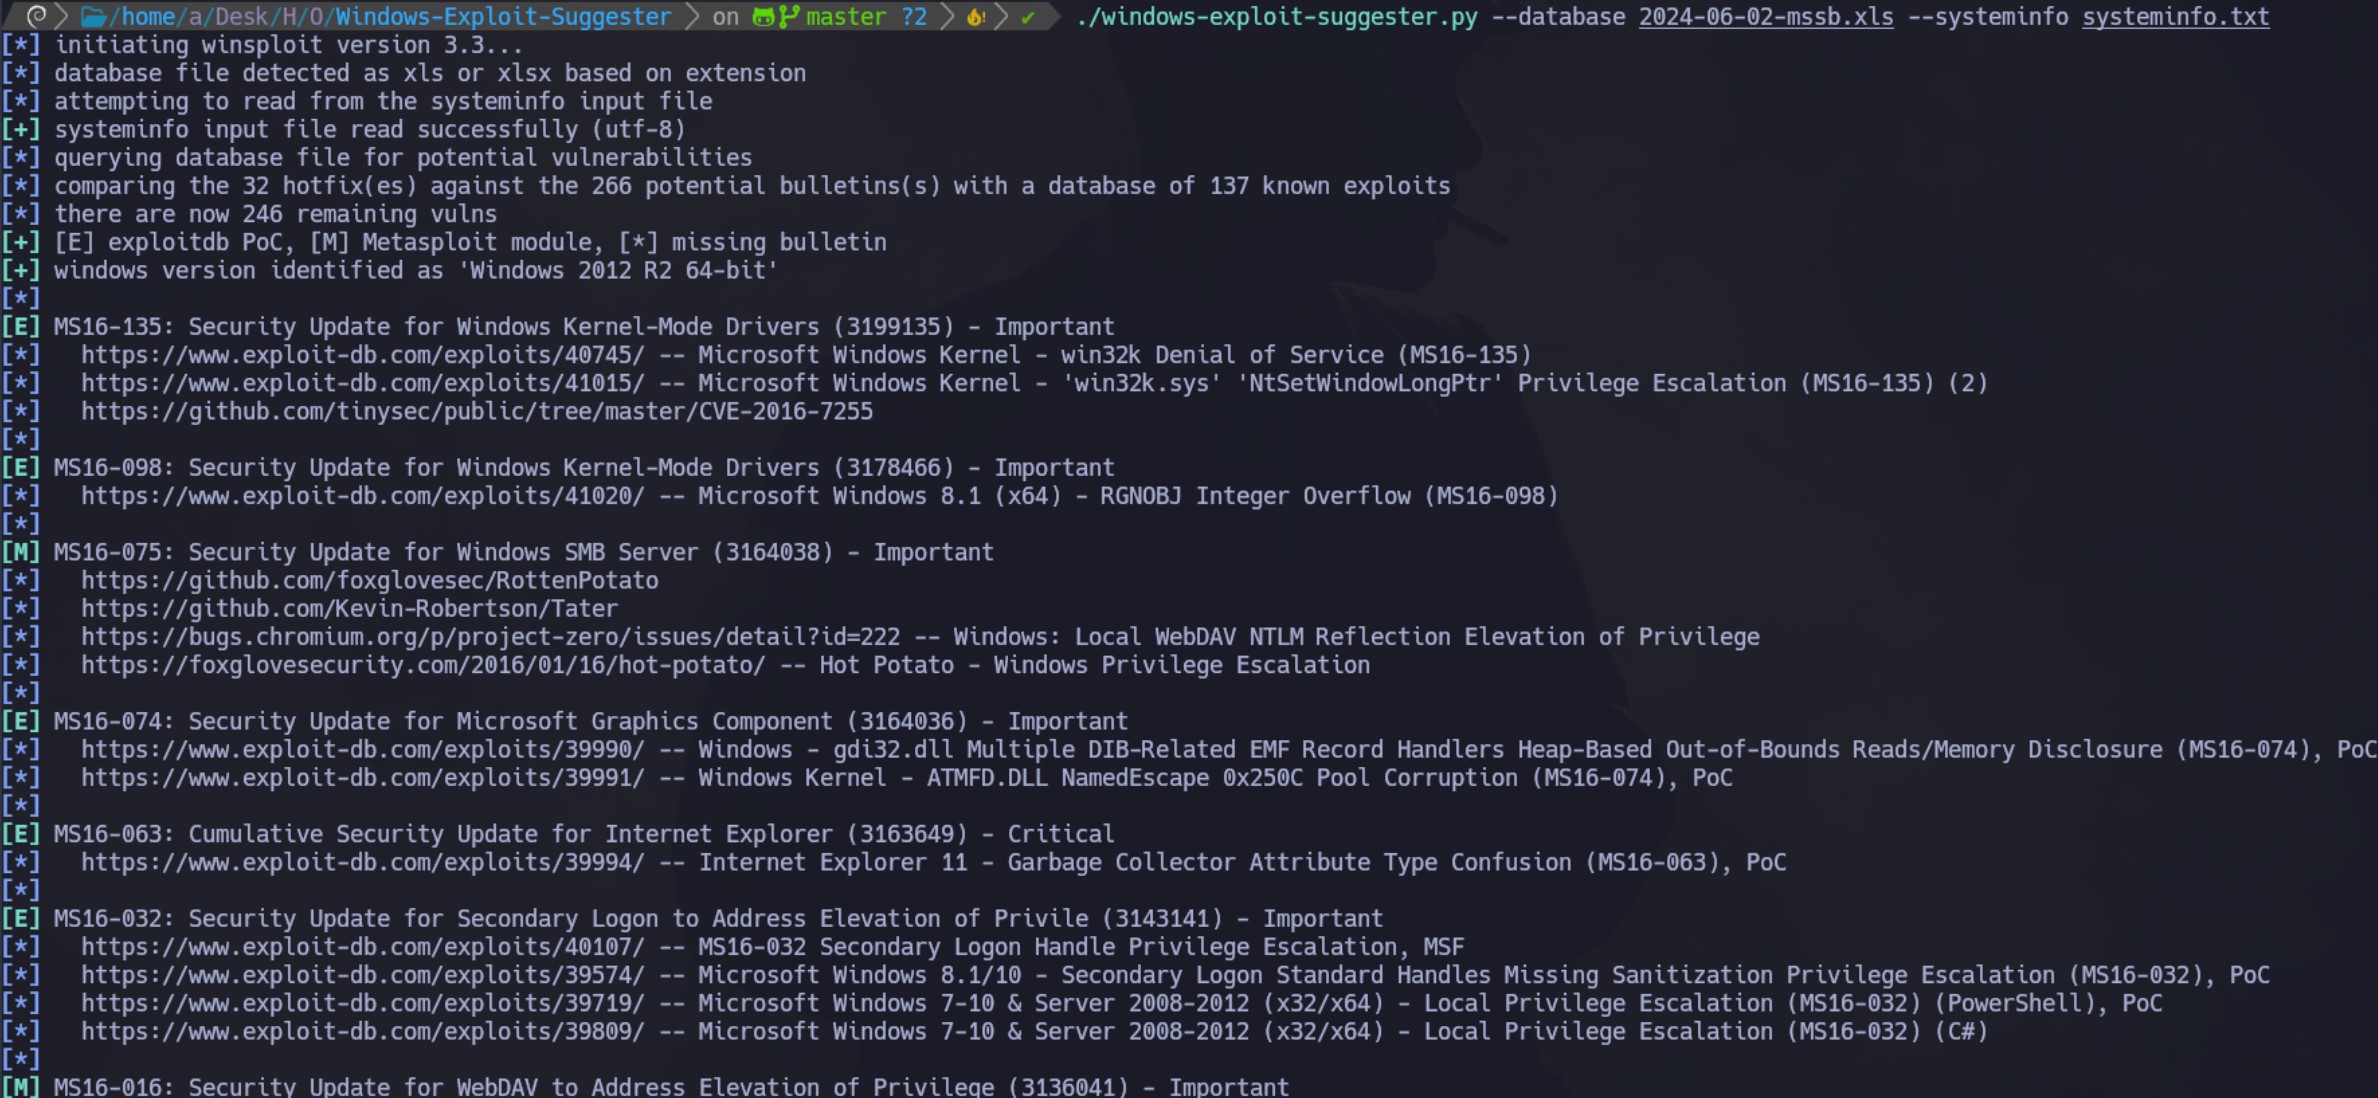 /home/a/Desk/H/O/Windows-Exploit-Suggester on master ?2 ✔ ./windows-exploit-suggester.py --database 2024-06-02-mssb.xls --systeminfo systeminfo.txt
[*] initiating winsploit version 3.3...
[*] database file detected as xls or xlsx based on extension
[*] attempting to read from the systeminfo input file
[+] systeminfo input file read successfully (utf-8)
[*] querying database file for potential vulnerabilities
[*] comparing the 32 hotfix(es) against the 266 potential bulletins(s) with a database of 137 known exploits
[*] there are now 246 remaining vulns
[+] [E] exploitdb PoC, [M] Metasploit module, [*] missing bulletin
[+] windows version identified as 'Windows 2012 R2 64-bit'
[*]
[E] MS16-135: Security Update for Windows Kernel-Mode Drivers (3199135) - Important
[*]   https://www.exploit-db.com/exploits/40745/ -- Microsoft Windows Kernel - win32k Denial of Service (MS16-135)
[*]   https://www.exploit-db.com/exploits/41015/ -- Microsoft Windows Kernel - 'win32k.sys' 'NtSetWindowLongPtr' Privilege Escalation (MS16-135) (2)
[*]   https://github.com/tinysec/public/tree/master/CVE-2016-7255
[*]
[E] MS16-098: Security Update for Windows Kernel-Mode Drivers (3178466) - Important
[*]   https://www.exploit-db.com/exploits/41020/ -- Microsoft Windows 8.1 (x64) - RGNOBJ Integer Overflow (MS16-098)
[*]
[M] MS16-075: Security Update for Windows SMB Server (3164038) - Important
[*]   https://github.com/foxglovesec/RottenPotato
[*]   https://github.com/Kevin-Robertson/Tater
[*]   https://bugs.chromium.org/p/project-zero/issues/detail?id=222 -- Windows: Local WebDAV NTLM Reflection Elevation of Privilege
[*]   https://foxglovesecurity.com/2016/01/16/hot-potato/ -- Hot Potato - Windows Privilege Escalation
[*]
[E] MS16-074: Security Update for Microsoft Graphics Component (3164036) - Important
[*]   https://www.exploit-db.com/exploits/39990/ -- Windows - gdi32.dll Multiple DIB-Related EMF Record Handlers Heap-Based Out-of-Bounds Reads/Memory Disclosure (MS16-074), PoC
[*]   https://www.exploit-db.com/exploits/39991/ -- Windows Kernel - ATMFD.DLL NamedEscape 0x250C Pool Corruption (MS16-074), PoC
[*]
[E] MS16-063: Cumulative Security Update for Internet Explorer (3163649) - Critical
[*]   https://www.exploit-db.com/exploits/39994/ -- Internet Explorer 11 - Garbage Collector Attribute Type Confusion (MS16-063), PoC
[*]
[E] MS16-032: Security Update for Secondary Logon to Address Elevation of Privile (3143141) - Important
[*]   https://www.exploit-db.com/exploits/40107/ -- MS16-032 Secondary Logon Handle Privilege Escalation, MSF
[*]   https://www.exploit-db.com/exploits/39574/ -- Microsoft Windows 8.1/10 - Secondary Logon Standard Handles Missing Sanitization Privilege Escalation (MS16-032), PoC
[*]   https://www.exploit-db.com/exploits/39719/ -- Microsoft Windows 7-10 & Server 2008-2012 (x32/x64) - Local Privilege Escalation (MS16-032) (PowerShell), PoC
[*]   https://www.exploit-db.com/exploits/39809/ -- Microsoft Windows 7-10 & Server 2008-2012 (x32/x64) - Local Privilege Escalation (MS16-032) (C#)
[*]
[M] MS16-016: Security Update for WebDAV to Address Elevation of Privilege (3136041) - Important